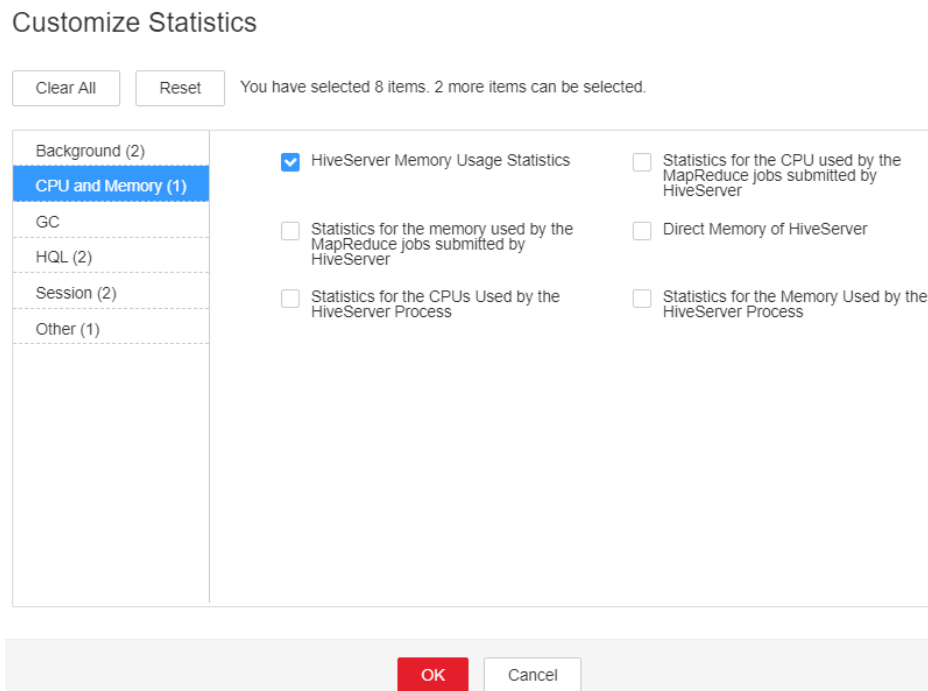 Customize Statistics
Clear All
Reset
You have selected 8 items. 2 more items can be selected.
Background (2)
CPU and Memory (1)
GC
HQL (2)
Session (2)
Other (1)
HiveServer Memory Usage Statistics
Statistics for the CPU used by the
MapReduce jobs submitted by
HiveServer
Statistics for the memory used by the
MapReduce jobs submitted by
HiveServer
Direct Memory of HiveServer
Statistics for the CPUs Used by the
HiveServer Process
Statistics for the Memory Used by the
HiveServer Process
OK
Cancel